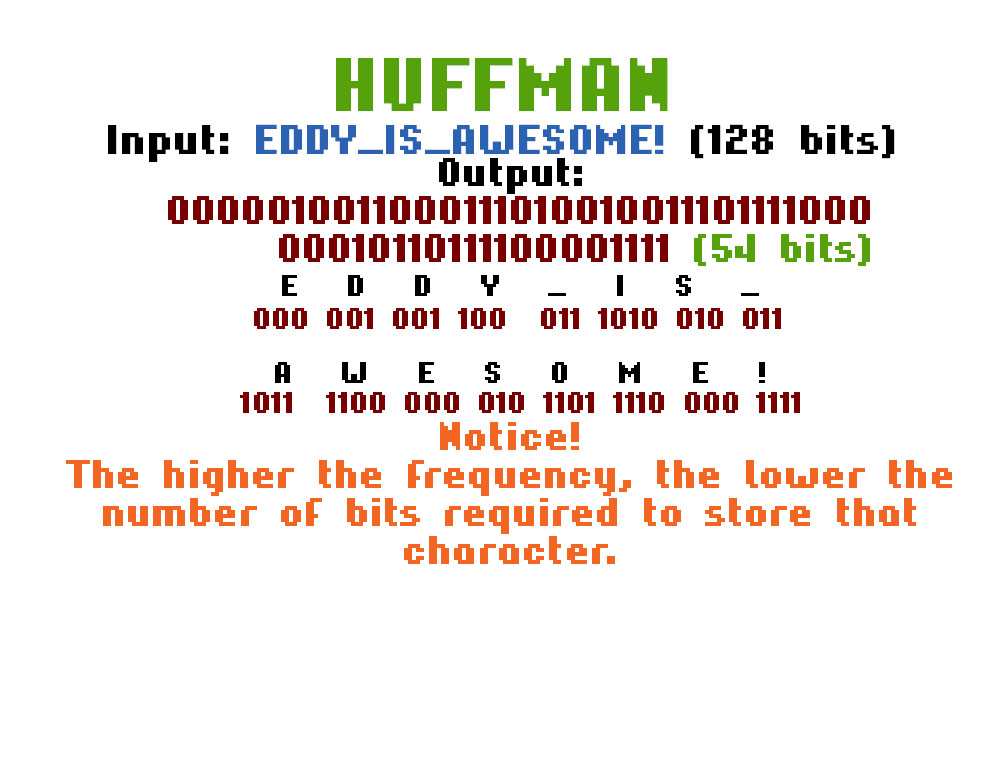 HUFFMAN
Input: EDDY_IS_AWESOME! (128 bits)
Output:
0000010011000111010010011101111000
00010110111100001111 (54 bits)
E D D Y _ I S _
000 001 001 100 011 1010 010 011
A W E S O M E !
1011 1100 000 010 1101 1110 000 1111
Notice!
The higher the frequency, the lower the
number of bits required to store that
character.